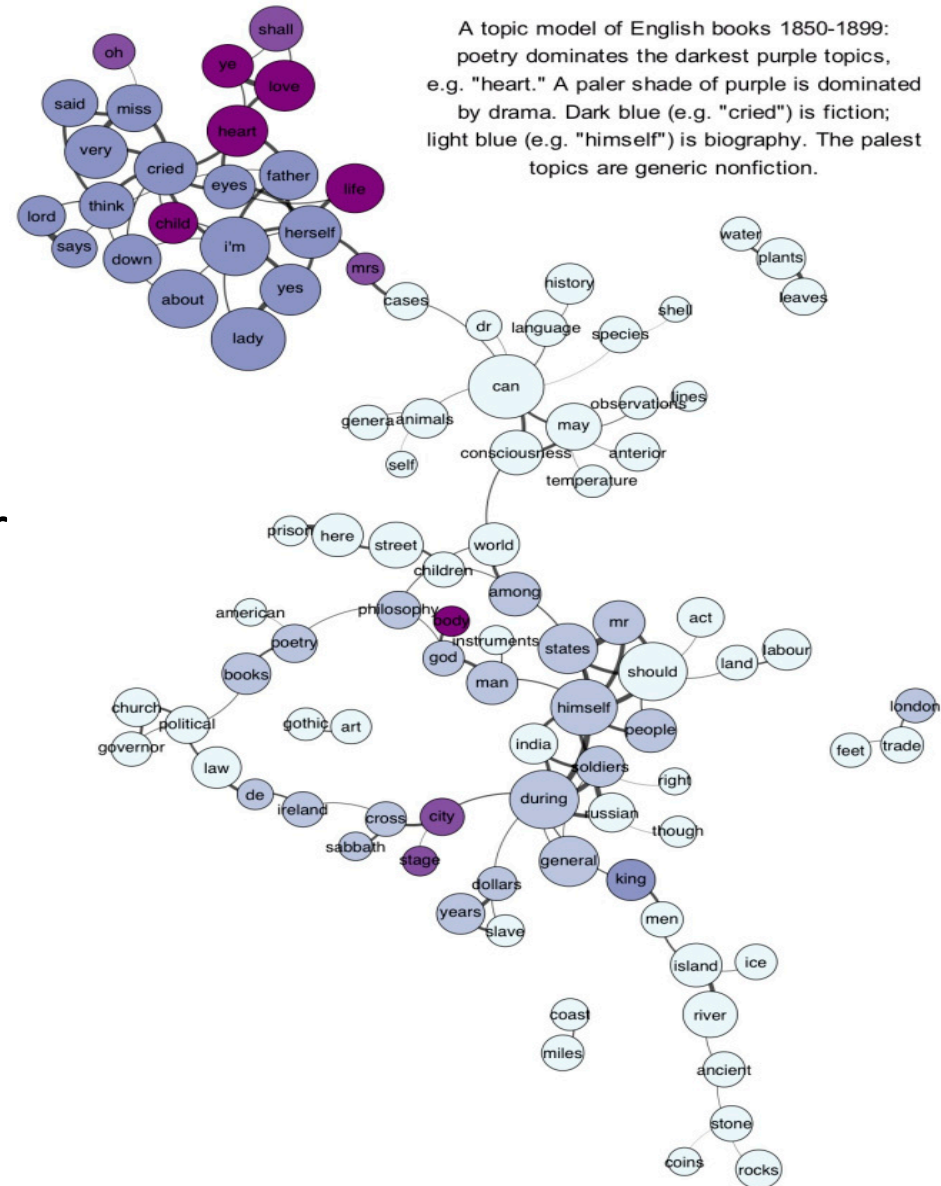 A topic model of English books 1850-1899:
poetry dominates the darkest purple topics,
e.g. "heart." A paler shade of purple is dominated
by drama. Dark blue (e.g. "cried") is fiction;
light blue (e.g. "himself") is biography. The palest
topics are generic nonfiction.
shall
oh
ye
love
said
miss
heart
very
cried
eyes
father
life
think
lord
child
says
down
i'm
herself
mrs
about
yes
lady
water
plants
leaves
cases
history
dr
language
species
shell
can
observations
lines
genera
animals
may
self
consciousness
anterior
temperature
prison
here
street
world
children
among
american
philosophy
body
mr
act
poetry
instruments
states
god
should
land
labour
books
man
church
political
gothic
art
himself
people
london
governor
india
feet
trade
law
soldiers
right
de
ireland
during
russian
cross
city
though
sabbath
stage
general
king
dollars
years
slave
men
island
ice
coast
river
miles
ancient
stone
coins
rocks